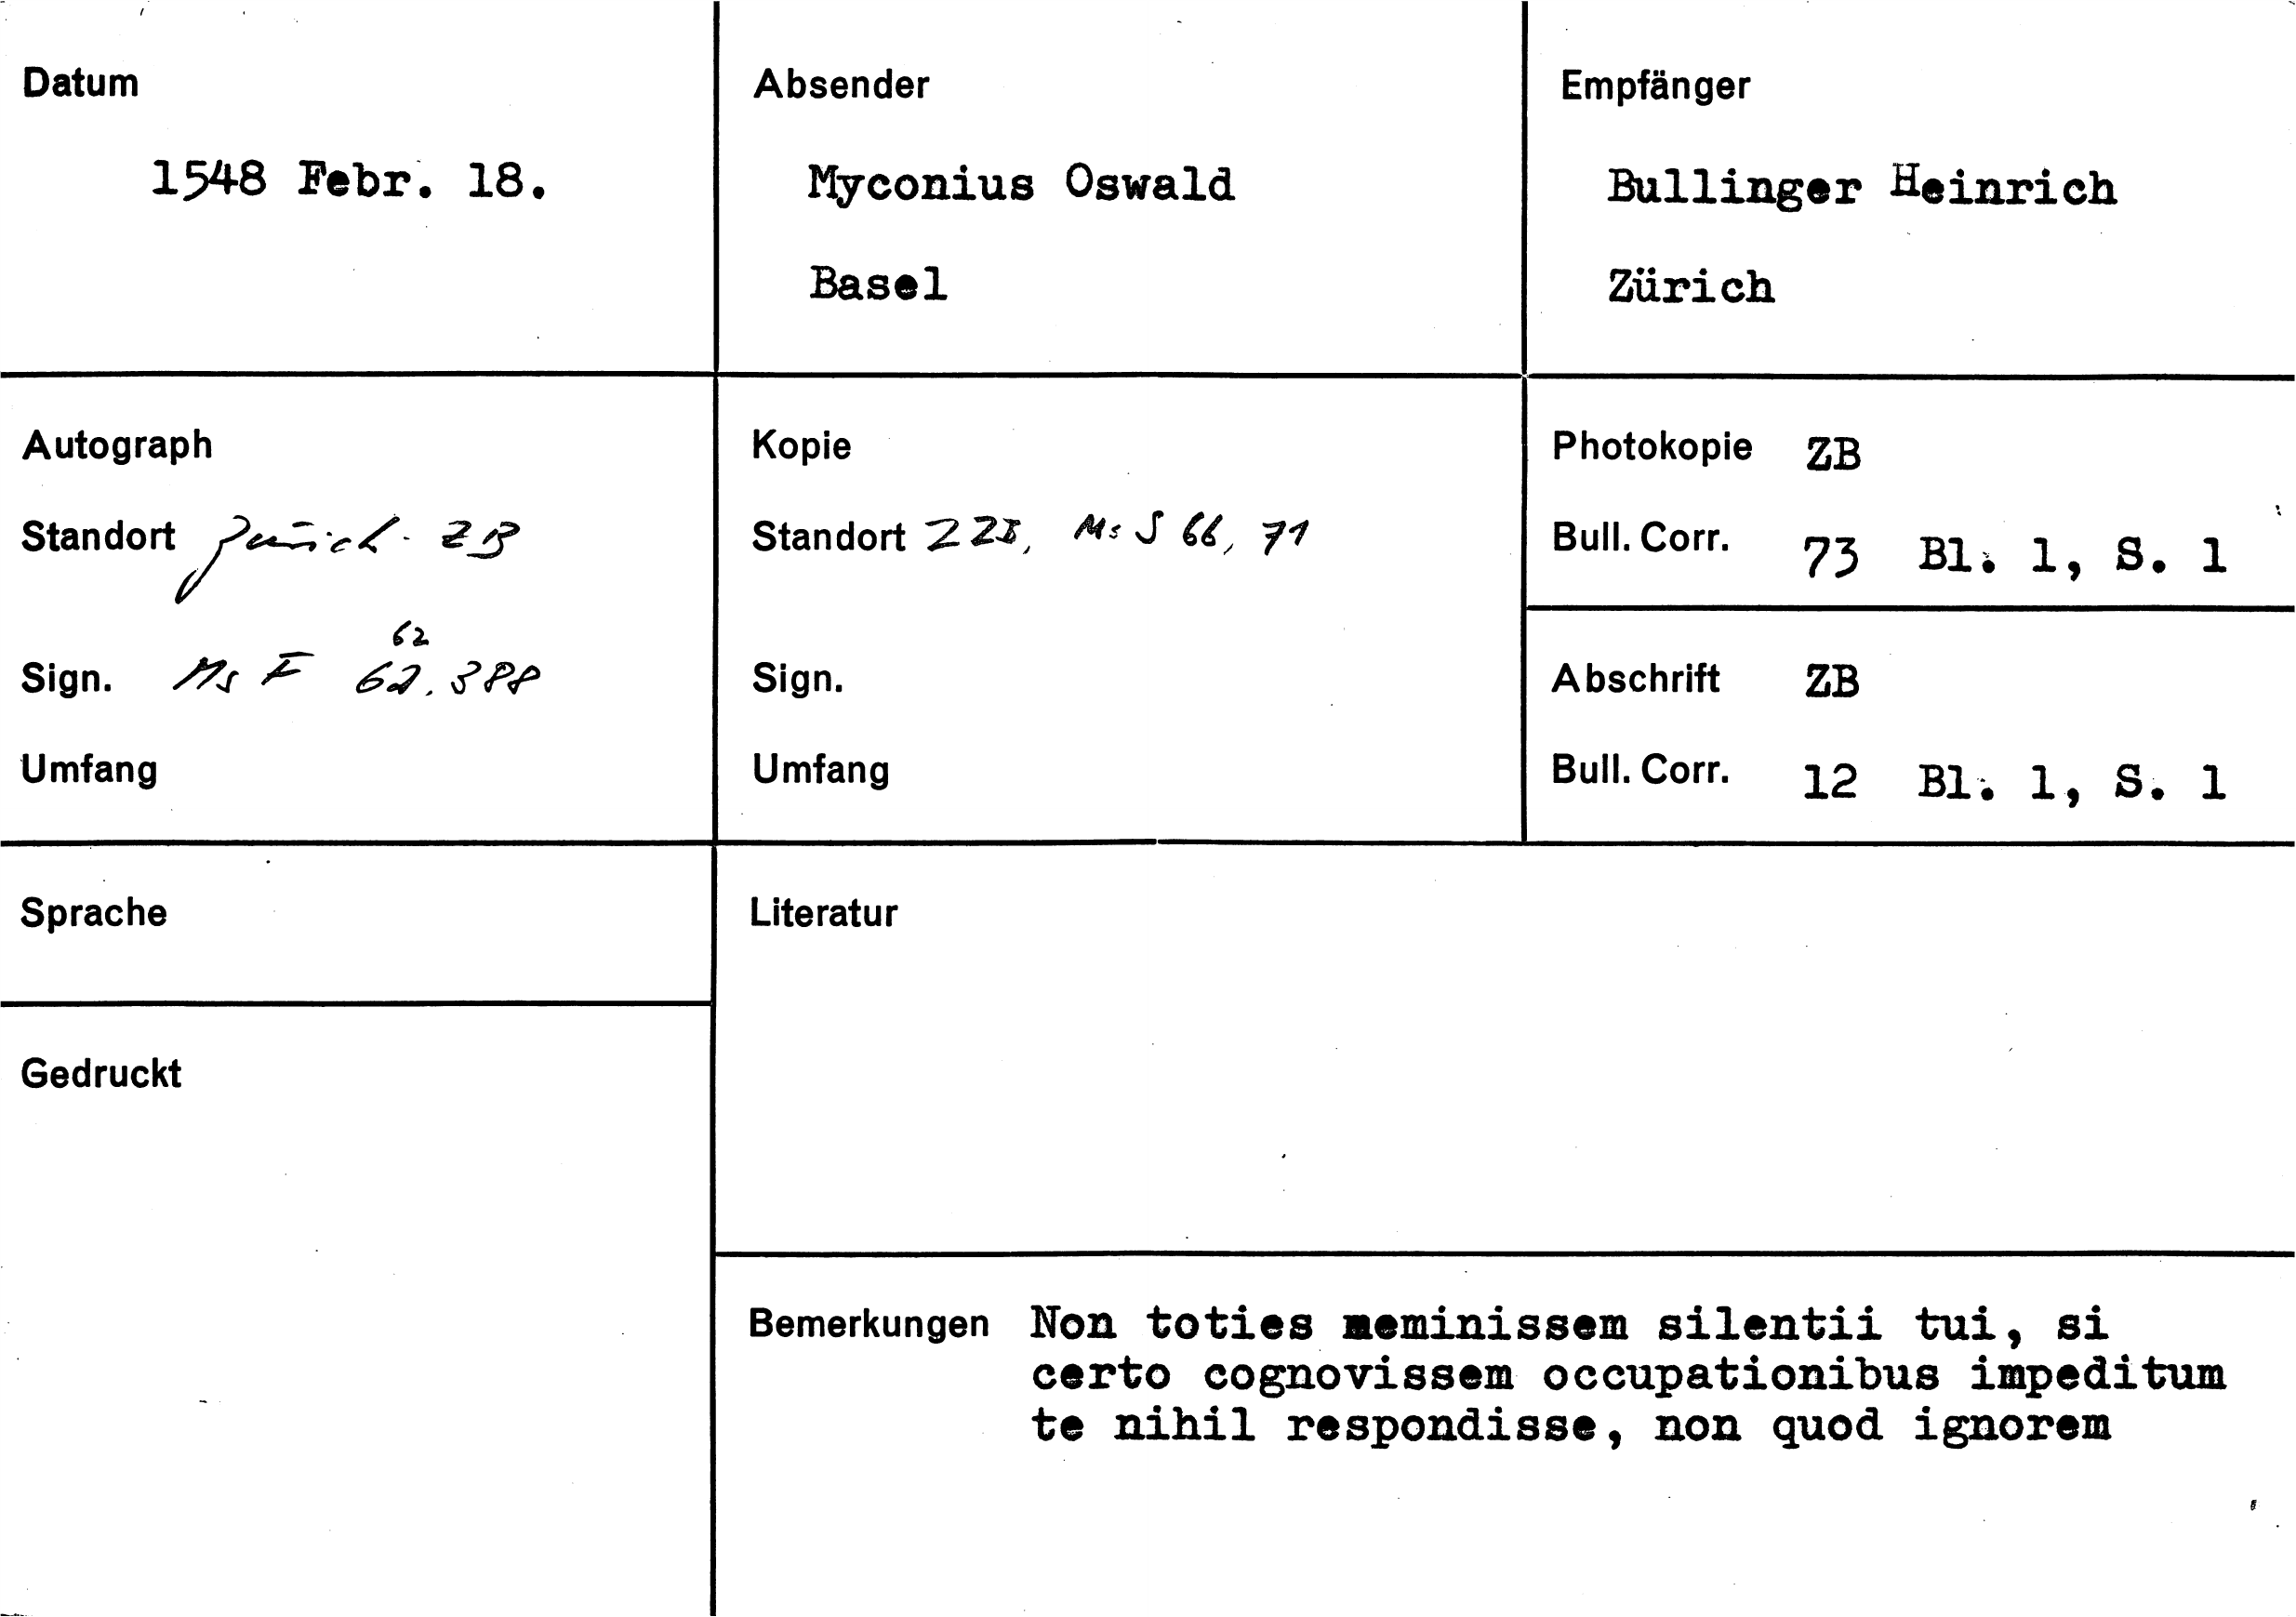 Datum
1548 Febr. 18.
Absender
Myconius Oswald
Basel
Empfänger
Bullinger Heinrich
Zürich
Autograph
Standort Zürich. ZB
62
Sign. Ms F 62, 388
Umfang
Kopie
Standort ZZB, Ms S 66, 71
Sign.
Umfang
Photokopie ZB
Bull. Corr. 73 Bl. 1, S. 1
Abschrift ZB
Bull. Corr. 12 Bl. 1, S. 1
Sprache
Literatur
Gedruckt
Bemerkungen Non toties meminissem silentii tui, si
certo cognovissem occupationibus impeditum
te nihil respondisse, non quod ignorem